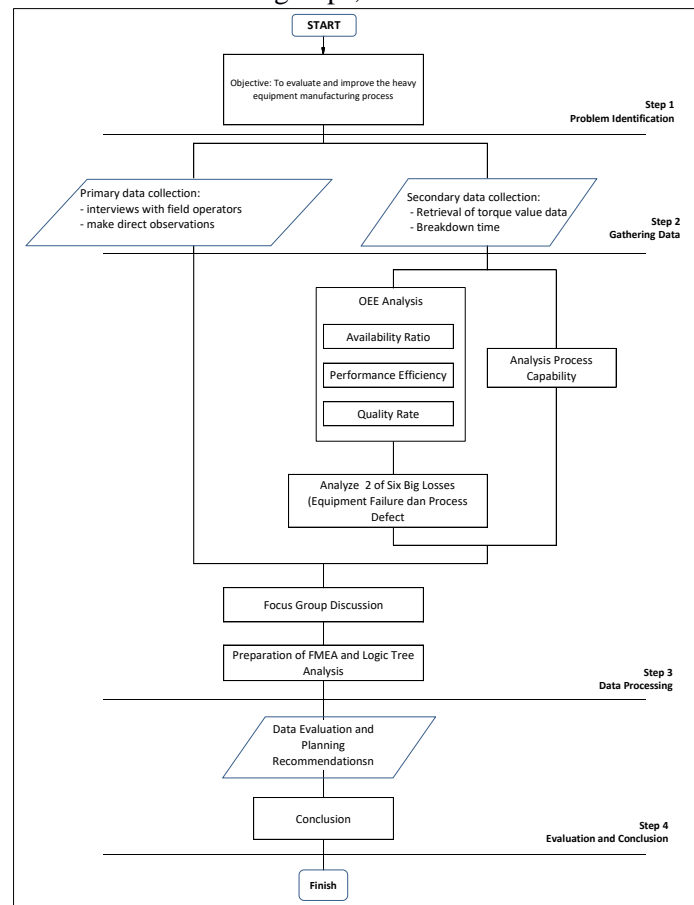 START
Objective: To evaluate and improve the heavy
equipment manufacturing process
Step 1
Problem Identification
Primary data collection:
- interviews with field operators
- make direct observations
Secondary data collection:
- Retrieval of torque value data
- Breakdown time
Step 2
Gathering Data
OEE Analysis
Availability Ratio
Performance Efficiency
Quality Rate
Analysis Process
Capability
Analyze 2 of Six Big Losses
(Equipment Failure dan Process
Defect
Focus Group Discussion
Preparation of FMEA and Logic Tree
Analysis
Step 3
Data Processing
Data Evaluation and
Planning
Recommendationsn
Conclusion
Step 4
Evaluation and Conclusion
Finish